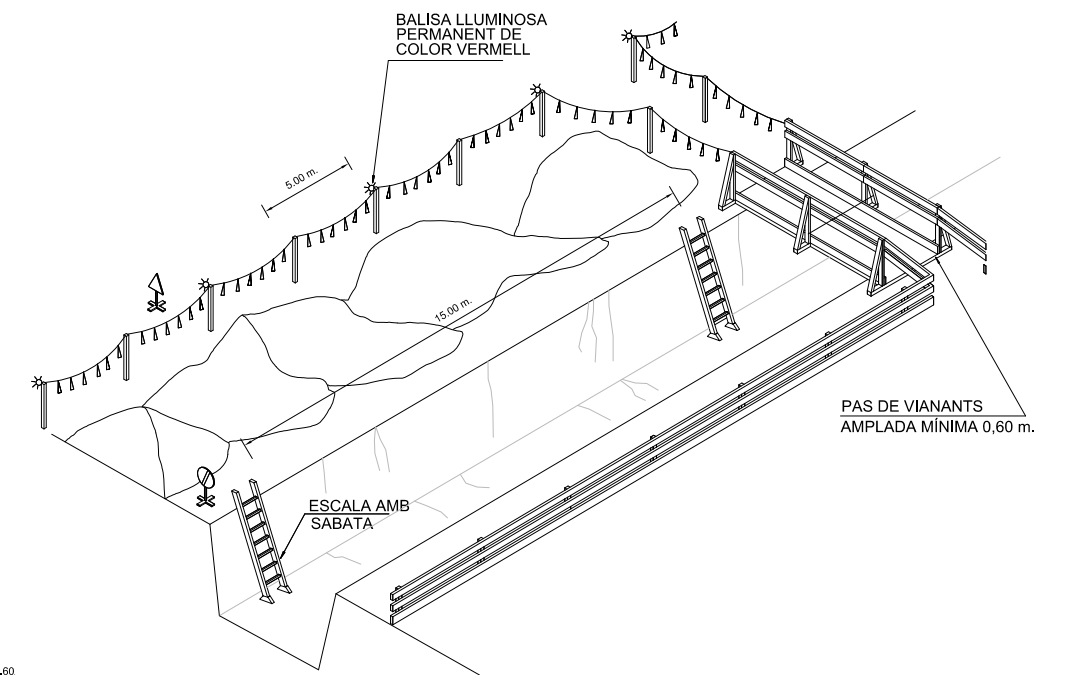 BALISA LLUMINOSA
PERMANENT DE
COLOR VERMELL
5.00 m.
15.00 m.
PAS DE VIANANTS
AMPLADA MÍNIMA 0,60 m.
ESCALA AMB
SABATA
.60